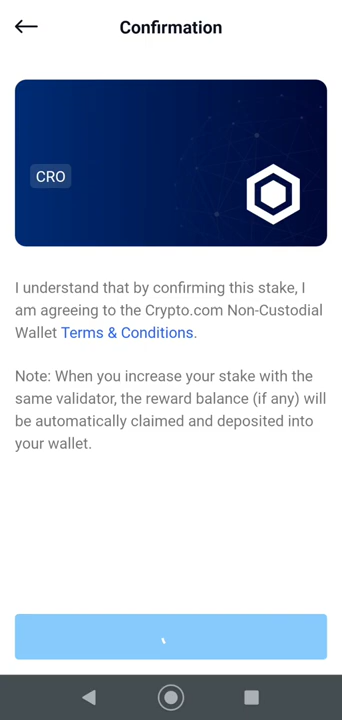 Confirmation
CRO
I understand that by confirming this stake, I
am agreeing to the Crypto.com Non-Custodial
Wallet Terms & Conditions.
Note: When you increase your stake with the
same validator, the reward balance (if any) will
be automatically claimed and deposited into
your wallet.